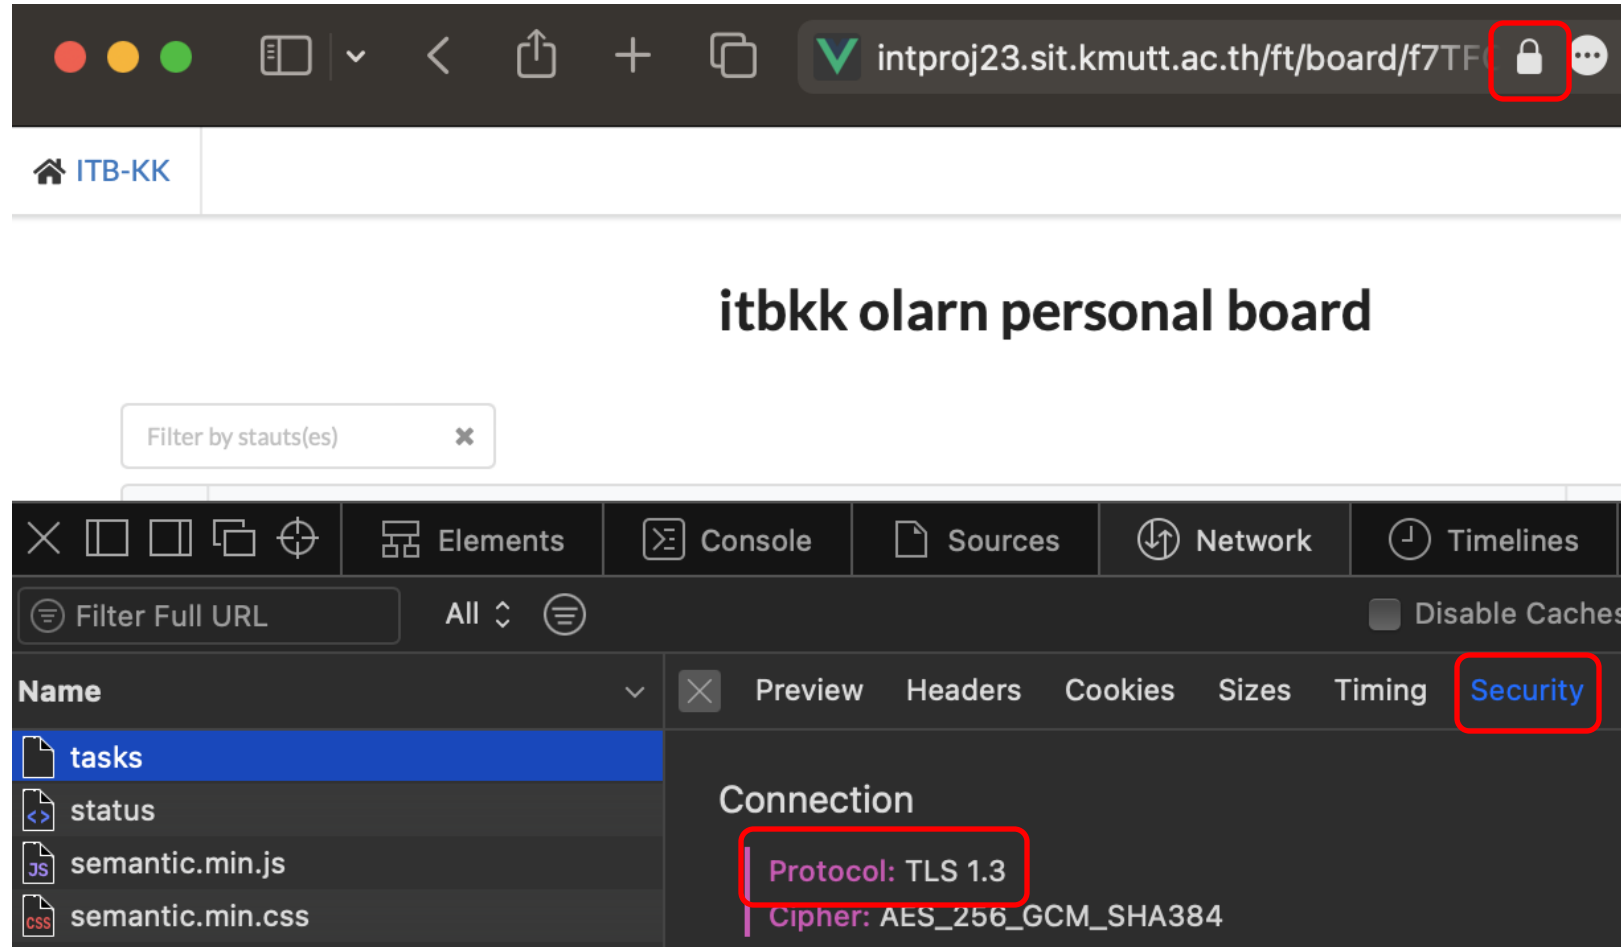 intproj23.sit.kmutt.ac.th/ft/board/f7TF
ITB-KK
itbkk olarn personal board
Filter by stauts(es)
Elements Console Sources Network Timelines
Filter Full URL All Disable Caches
Name Preview Headers Cookies Sizes Timing Security
tasks
status
semantic.min.js
semantic.min.css
Connection
Protocol: TLS 1.3
Cipher: AES_256_GCM_SHA384